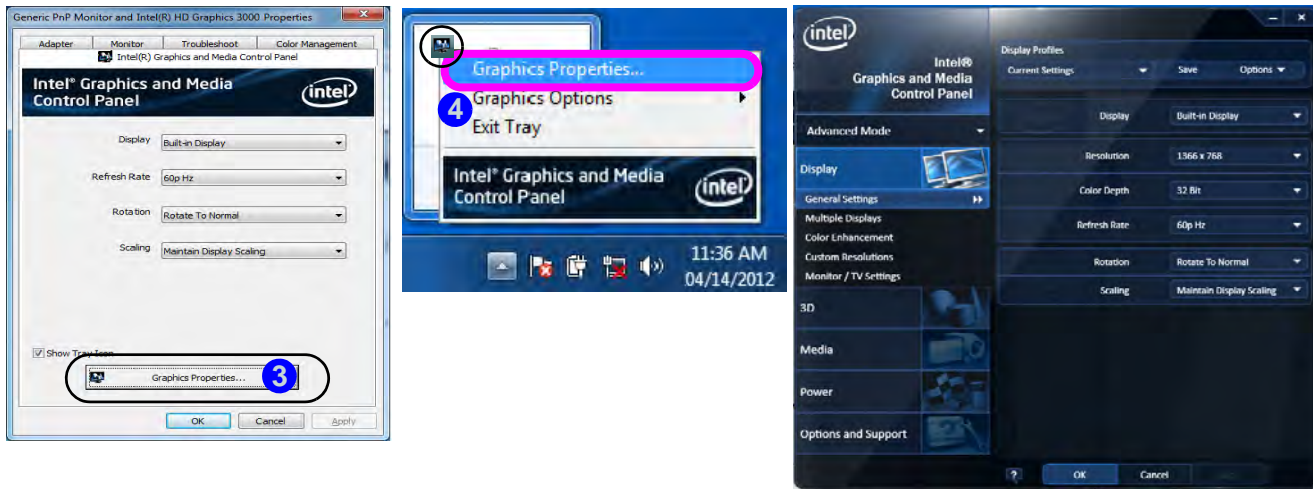 Generic PnP Monitor and Intel(R) HD Graphics 3000 Properties
Adapter Monitor Troubleshoot Color Management
Intel(R) Graphics and Media Control Panel
Intel® Graphics and Media
Control Panel
intel
Display Built-in Display
Refresh Rate 60p Hz
Rotation Rotate To Normal
Scaling Maintain Display Scaling
Show Tray Icon
Graphics Properties... 3
OK Cancel Apply
Graphics Properties...
4
Graphics Options
Exit Tray
Intel® Graphics and Media
Control Panel
intel
11:36 AM
04/14/2012
intel
Intel®
Graphics and Media
Control Panel
Advanced Mode
Display
General Settings
Multiple Displays
Color Enhancement
Custom Resolutions
Monitor / TV Settings
3D
Media
Power
Options and Support
Display Profiles
Current Settings Save Options
Display Built-in Display
Resolution 1366 x 768
Color Depth 32 Bit
Refresh Rate 60p Hz
Rotation Rotate To Normal
Scaling Maintain Display Scaling
? OK Cancel